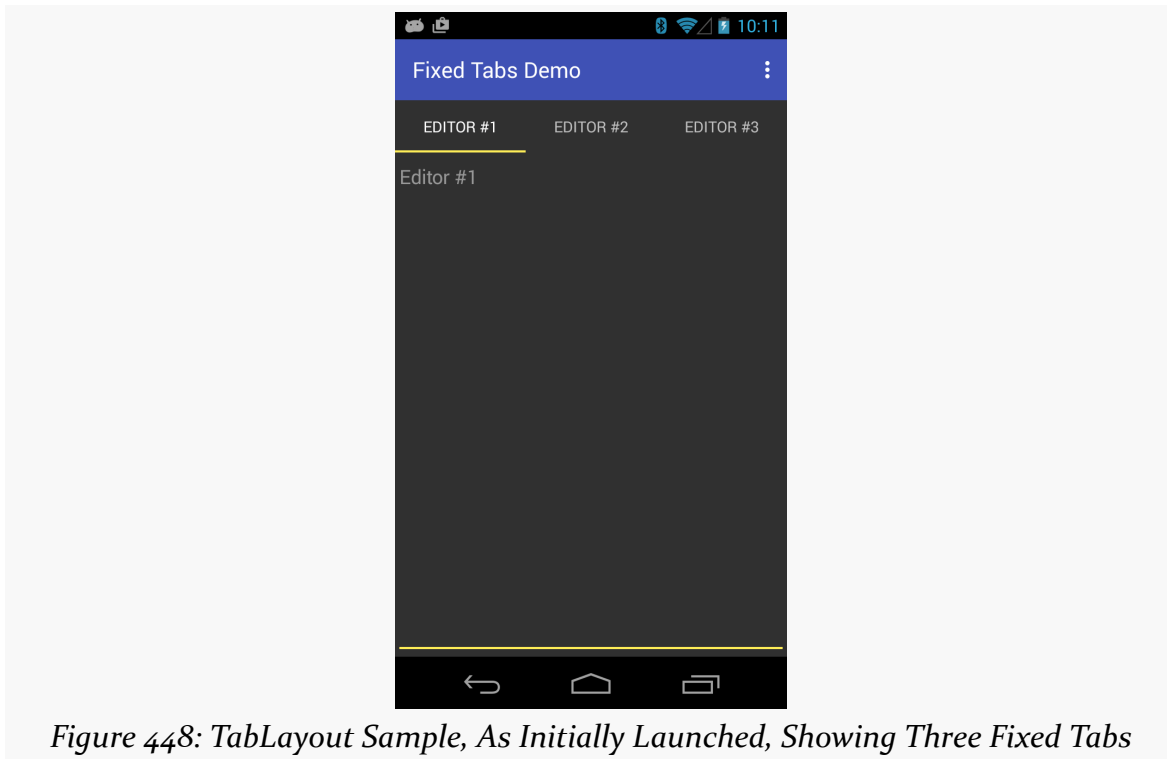 10:11
Fixed Tabs Demo
EDITOR #1 EDITOR #2 EDITOR #3
Editor #1
Figure 448: TabLayout Sample, As Initially Launched, Showing Three Fixed Tabs